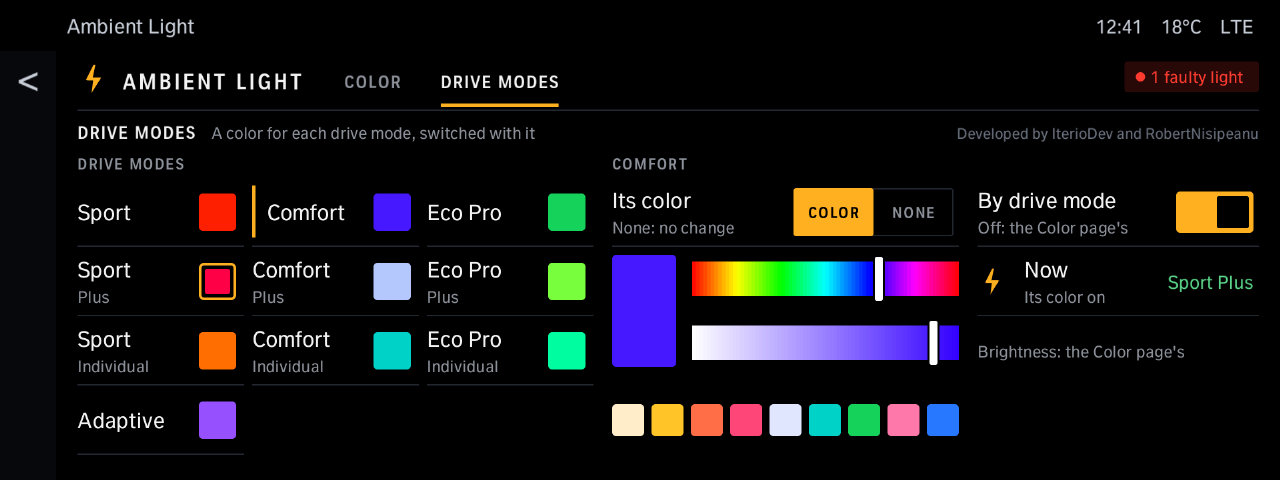 Ambient Light
12:41 18°C LTE
<
AMBIENT LIGHT COLOR DRIVE MODES
1 faulty light
DRIVE MODES A color for each drive mode, switched with it
Developed by IterioDev and RobertNisipeanu
DRIVE MODES
Sport
Comfort
Eco Pro
Sport
Plus
Comfort
Plus
Eco Pro
Plus
Sport
Individual
Comfort
Individual
Eco Pro
Individual
Adaptive
COMFORT
Its color
None: no change
COLOR NONE
By drive mode
Off: the Color page's
Now
Its color on
Sport Plus
Brightness: the Color page's